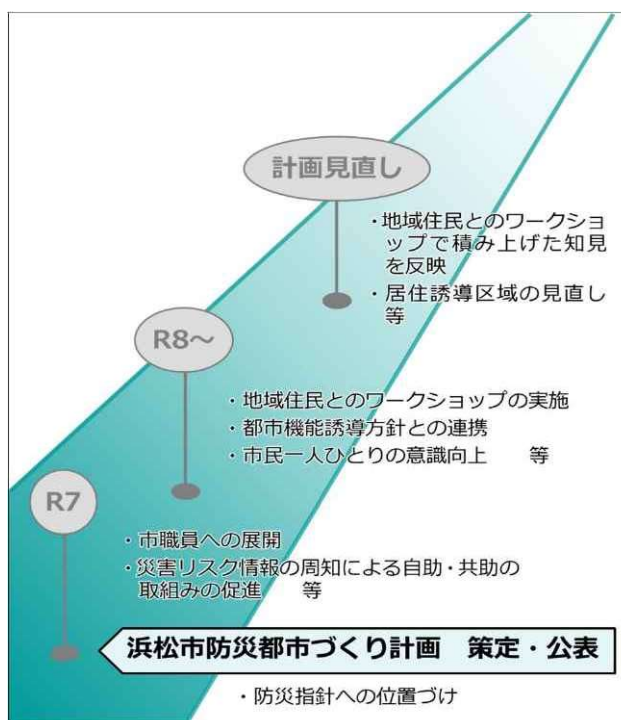 計画見直し
・地域住民とのワークショ
ップで積み上げた知見
を反映
・居住誘導区域の見直し
等
R8～
・地域住民とのワークショップの実施
・都市機能誘導方針との連携
・市民一人ひとりの意識向上　等
R7
・市職員への展開
・災害リスク情報の周知による自助・共助の
取組みの促進　等
浜松市防災都市づくり計画　策定・公表
・防災指針への位置づけ